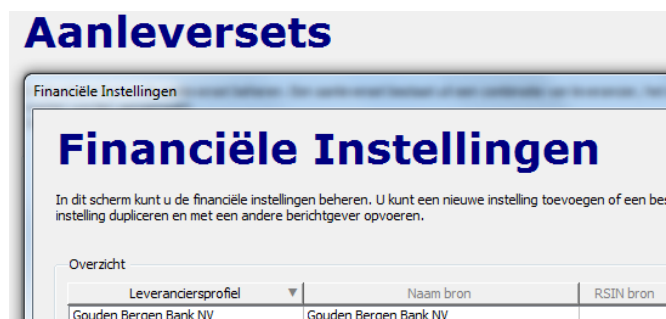 Aanleversets
Financiële Instellingen
Financiële Instellingen
In dit scherm kunt u de financiële instellingen beheren. U kunt een nieuwe instelling toevoegen of een bes
instelling dupliceren en met een andere berichtgever opvoeren.
Overzicht
Leveranciersprofiel Naam bron RSIN bron
Gouden Bergen Bank NV Gouden Bergen Bank NV